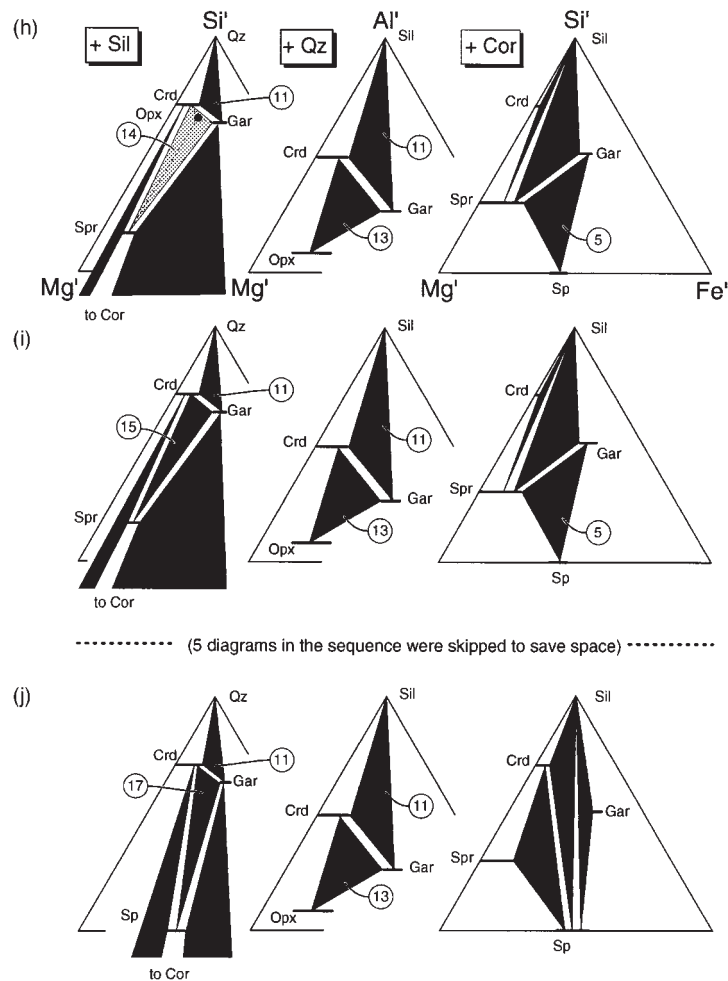 (h)
+ Sil
Si'
Qz
Crd
Opx
11
Gar
14
Spr
Mg'
to Cor
+ Qz
Al'
Sil
Crd
11
Gar
13
Opx
Mg'
+ Cor
Si'
Sil
Crd
Gar
Spr
5
Mg'
Sp
Fe'
(i)
Qz
Crd
11
Gar
15
Spr
to Cor
Sil
Crd
11
Gar
13
Opx
Sil
Crd
Gar
Spr
5
Sp
(5 diagrams in the sequence were skipped to save space)
(j)
Qz
Crd
11
Gar
17
Sp
to Cor
Sil
Crd
11
Gar
13
Opx
Sil
Crd
Gar
Spr
Sp